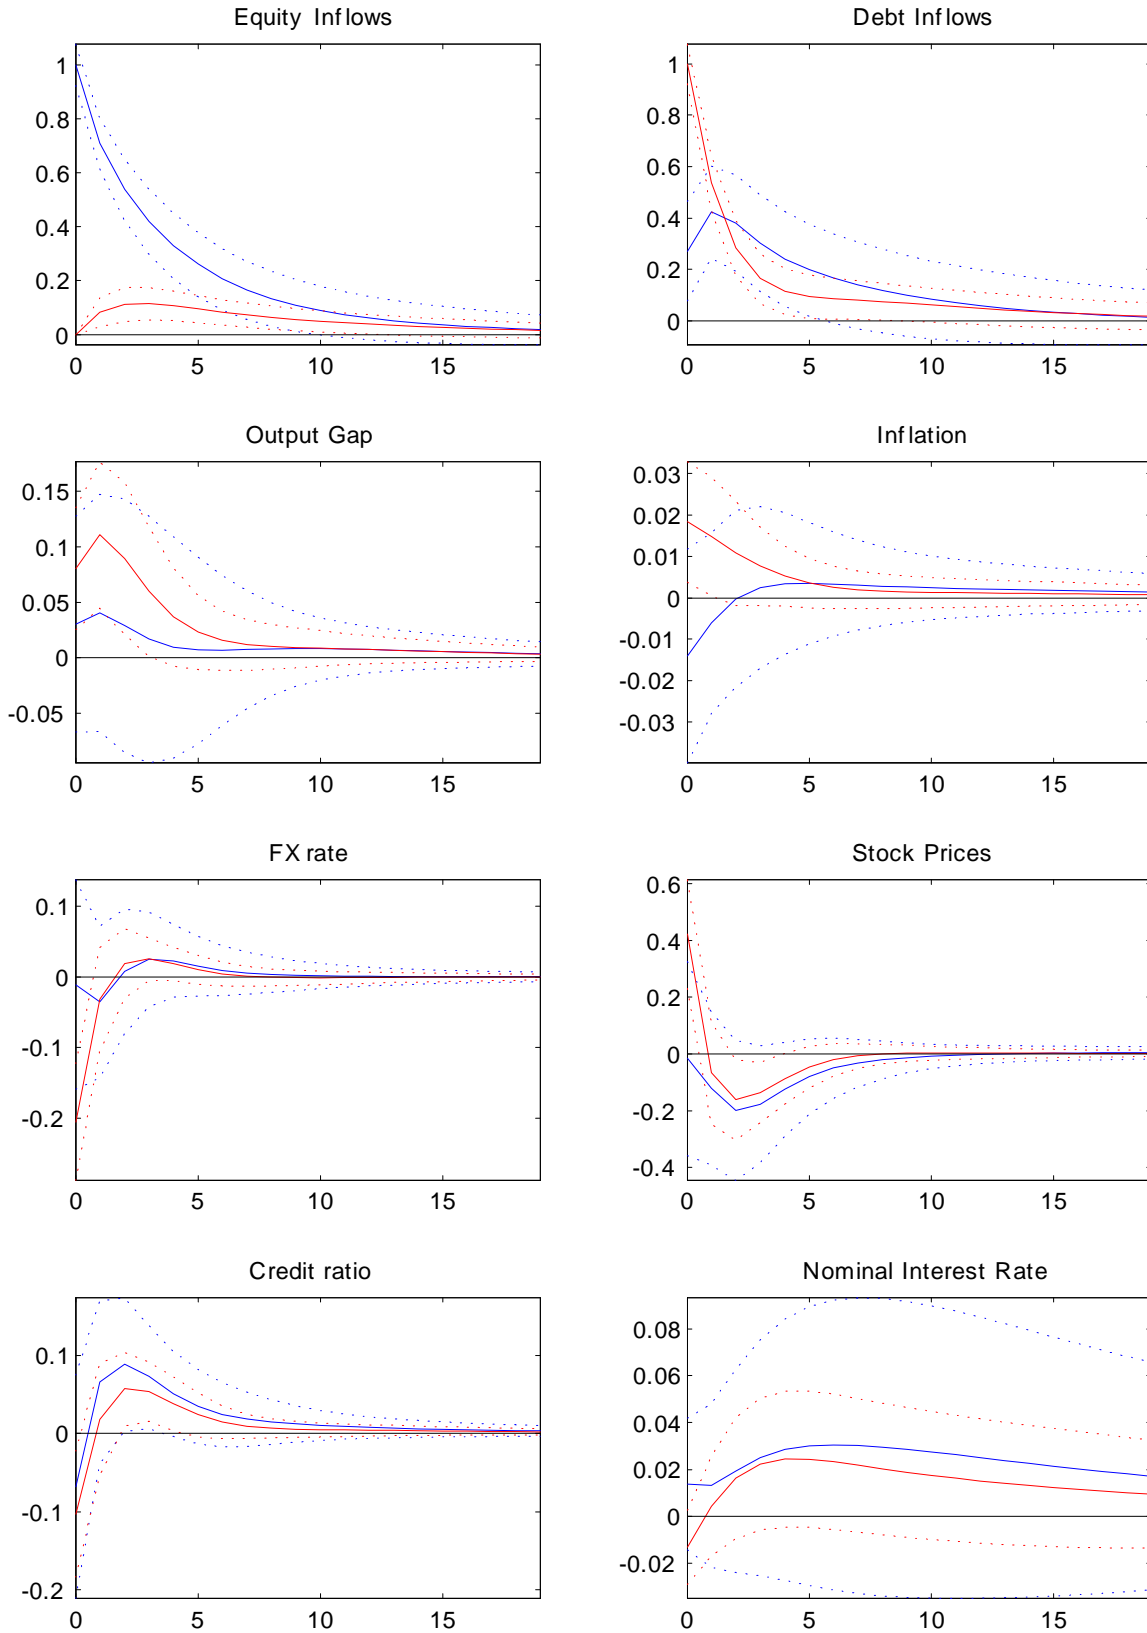 Equity Inflows
1
0.8
0.6
0.4
0.2
0
0 5 10 15
Debt Inflows
1
0.8
0.6
0.4
0.2
0
0 5 10 15
Output Gap
0.15
0.1
0.05
0
-0.05
0 5 10 15
Inflation
0.03
0.02
0.01
0
-0.01
-0.02
-0.03
0 5 10 15
FX rate
0.1
0
-0.1
-0.2
0 5 10 15
Stock Prices
0.6
0.4
0.2
0
-0.2
-0.4
0 5 10 15
Credit ratio
0.1
0
-0.1
-0.2
0 5 10 15
Nominal Interest Rate
0.08
0.06
0.04
0.02
0
-0.02
0 5 10 15